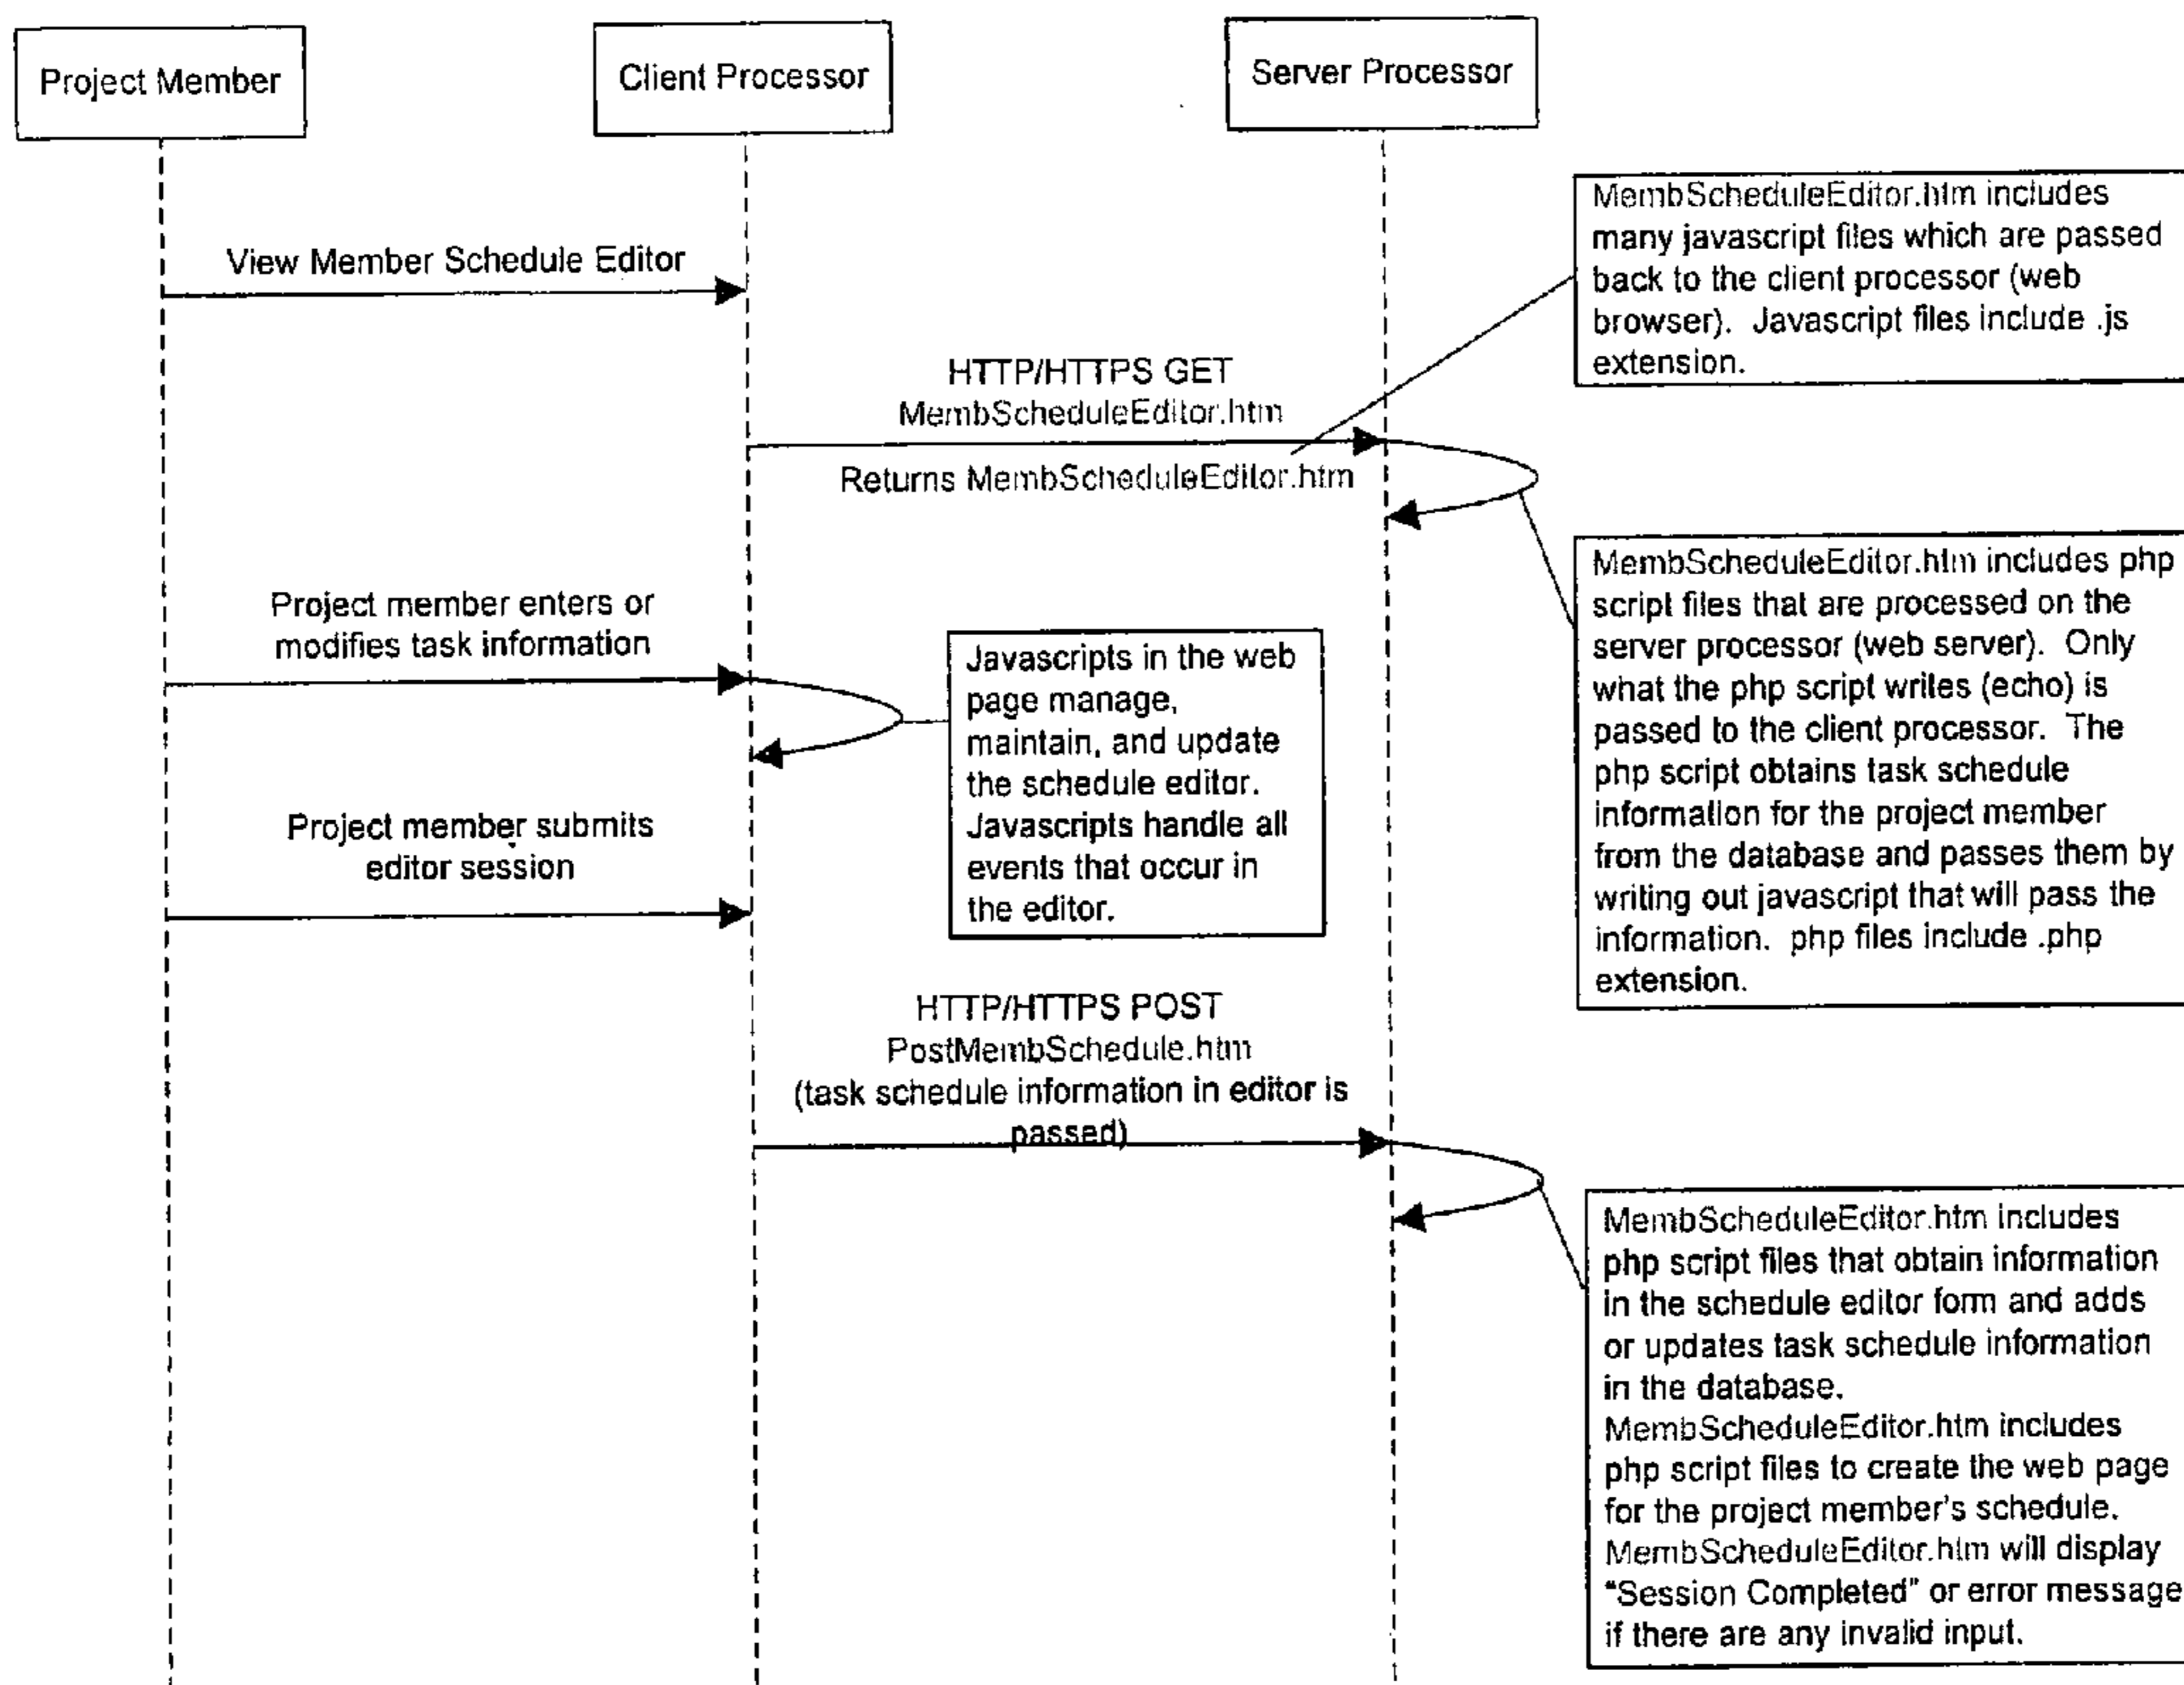 Project Member
Client Processor
Server Processor
MembScheduleEditor.htm includes
many javascript files which are passed
back to the client processor (web
browser). Javascript files include .js
extension.
View Member Schedule Editor
HTTP/HTTPS GET
MembScheduleEditor.htm
Returns MembScheduleEditor.htm
MembScheduleEditor.htm includes php
script files that are processed on the
server processor (web server). Only
what the php script writes (echo) is
passed to the client processor. The
php script obtains task schedule
information for the project member
from the database and passes them by
writing out javascript that will pass the
information. php files include .php
extension.
Project member enters or
modifies task information
Javascripts in the web
page manage,
maintain, and update
the schedule editor.
Javascripts handle all
events that occur in
the editor.
Project member submits
editor session
HTTP/HTTPS POST
PostMembSchedule.htm
(task schedule information in editor is
passed)
MembScheduleEditor.htm includes
php script files that obtain information
in the schedule editor form and adds
or updates task schedule information
in the database.
MembScheduleEditor.htm includes
php script files to create the web page
for the project member's schedule.
MembScheduleEditor.htm will display
"Session Completed" or error message
if there are any invalid input.